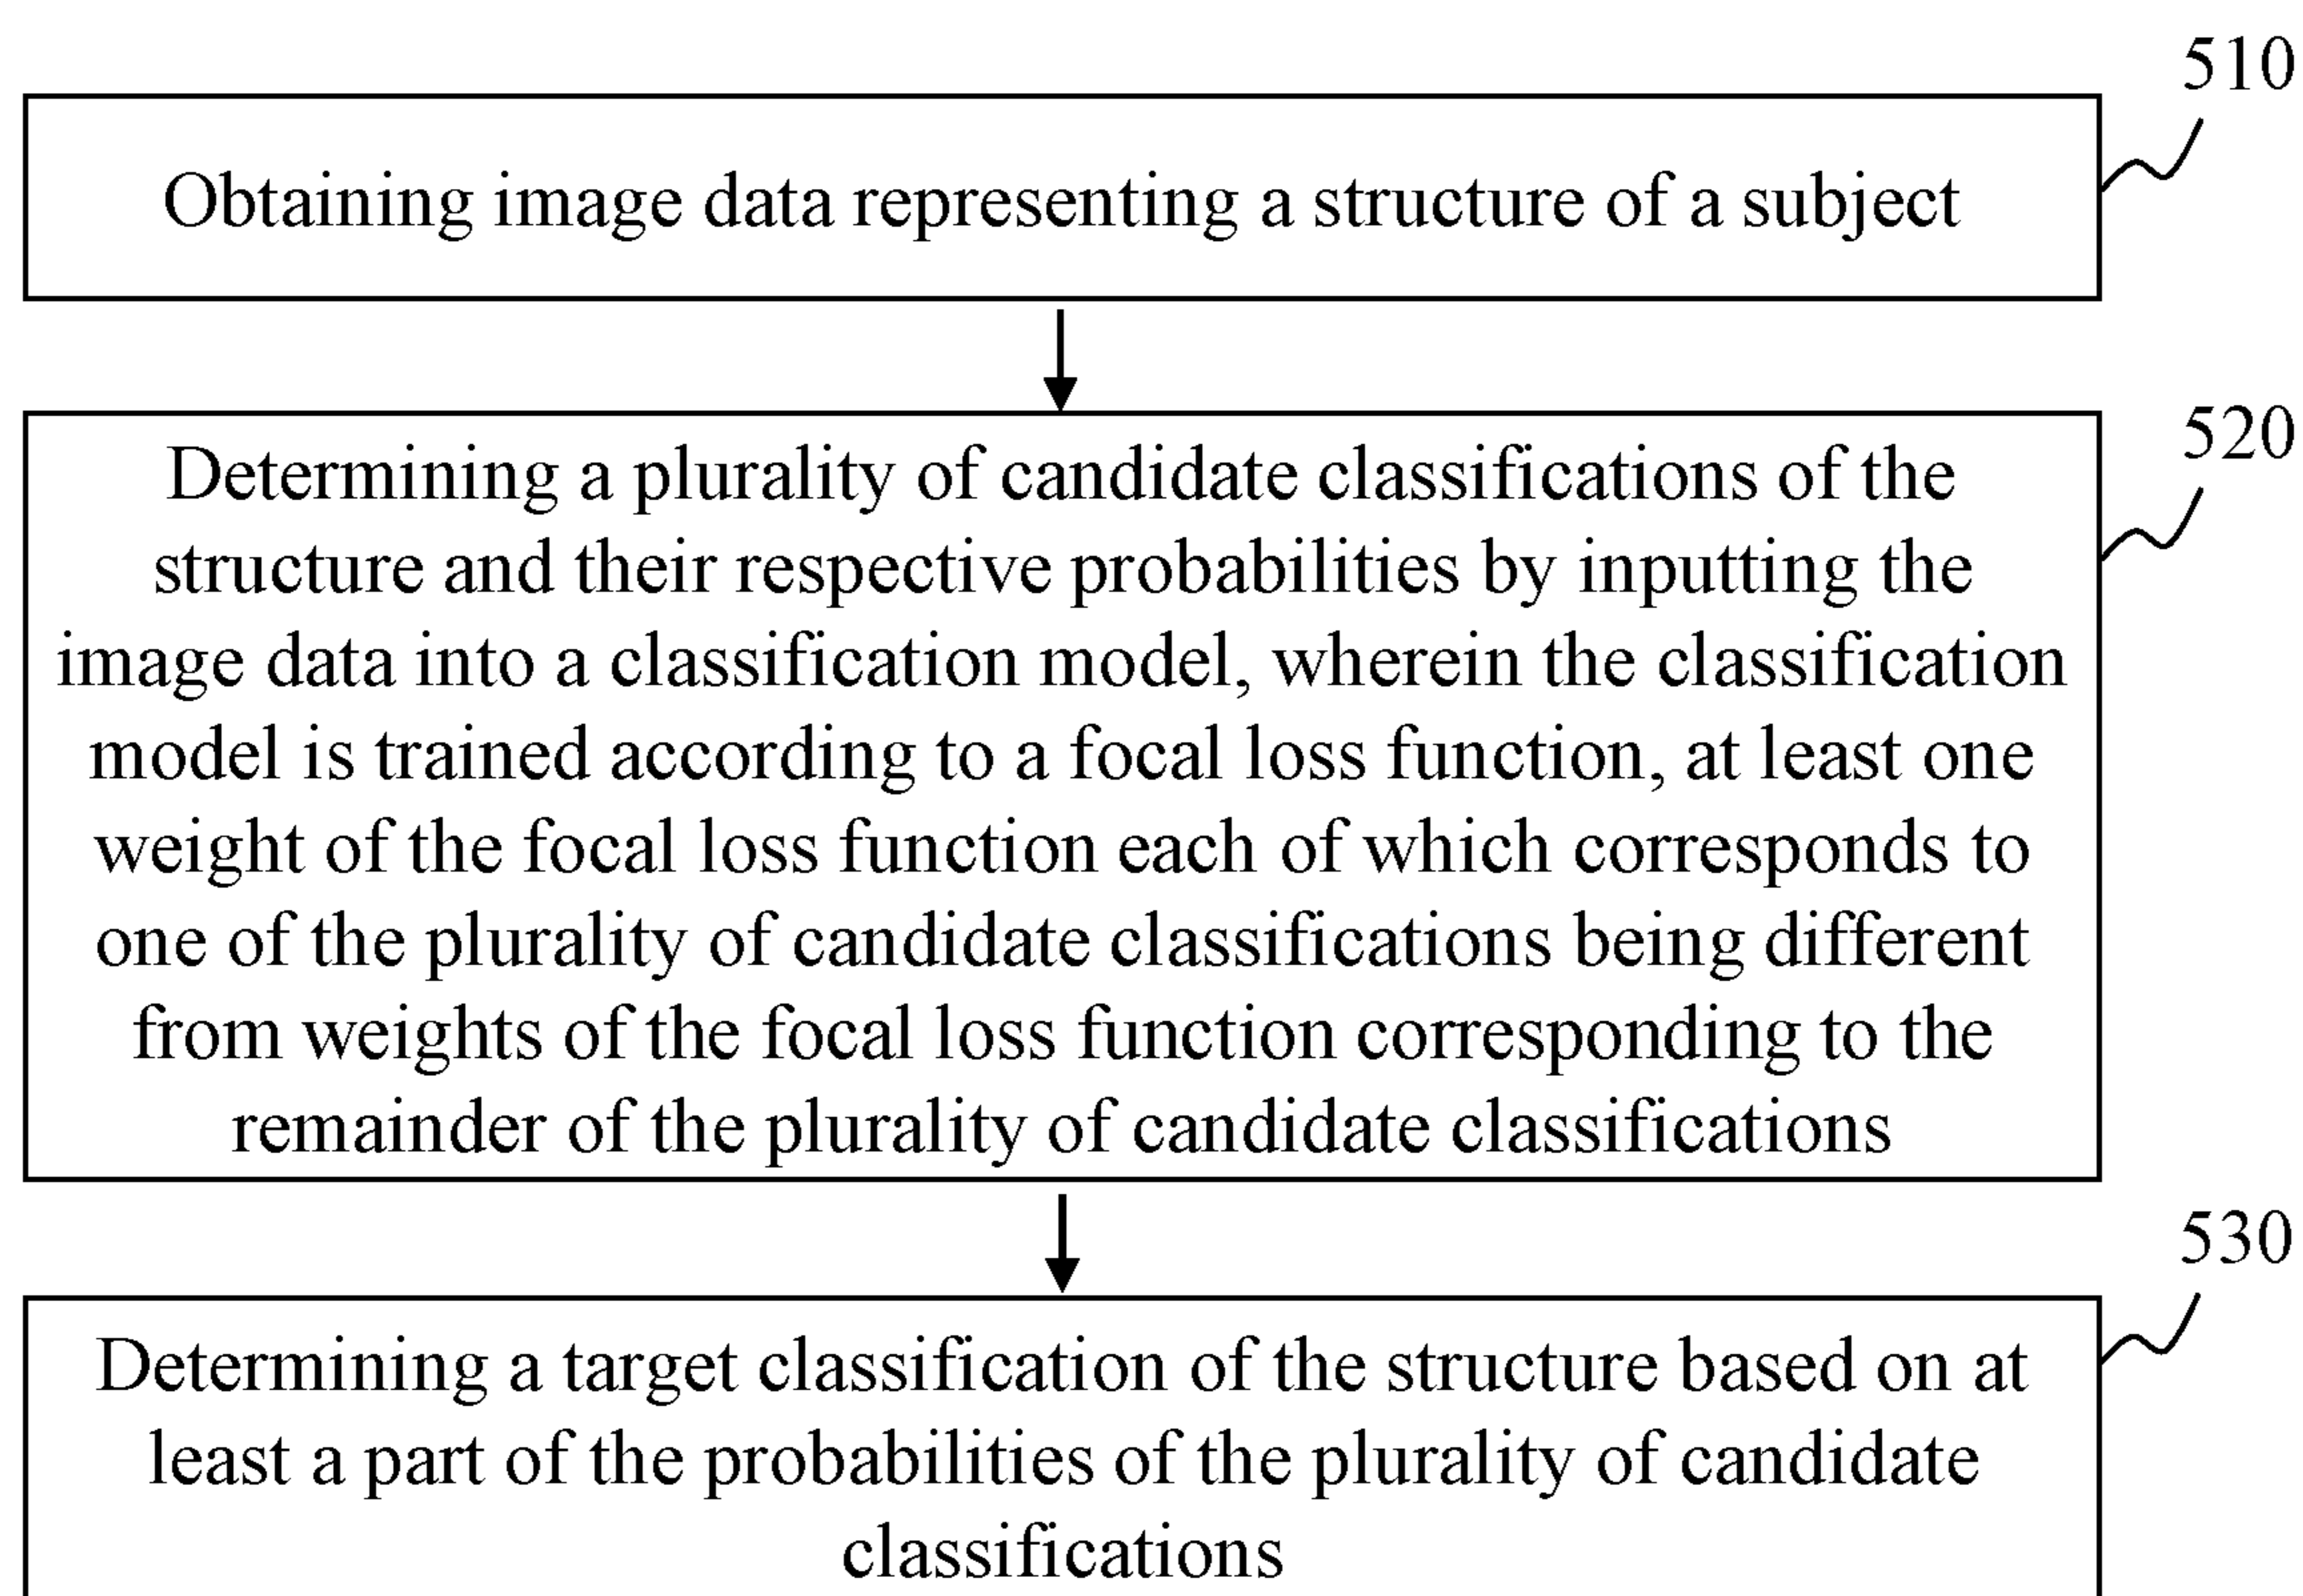 510
Obtaining image data representing a structure of a subject
520
Determining a plurality of candidate classifications of the
structure and their respective probabilities by inputting the
image data into a classification model, wherein the classification
model is trained according to a focal loss function, at least one
weight of the focal loss function each of which corresponds to
one of the plurality of candidate classifications being different
from weights of the focal loss function corresponding to the
remainder of the plurality of candidate classifications
530
Determining a target classification of the structure based on at
least a part of the probabilities of the plurality of candidate
classifications